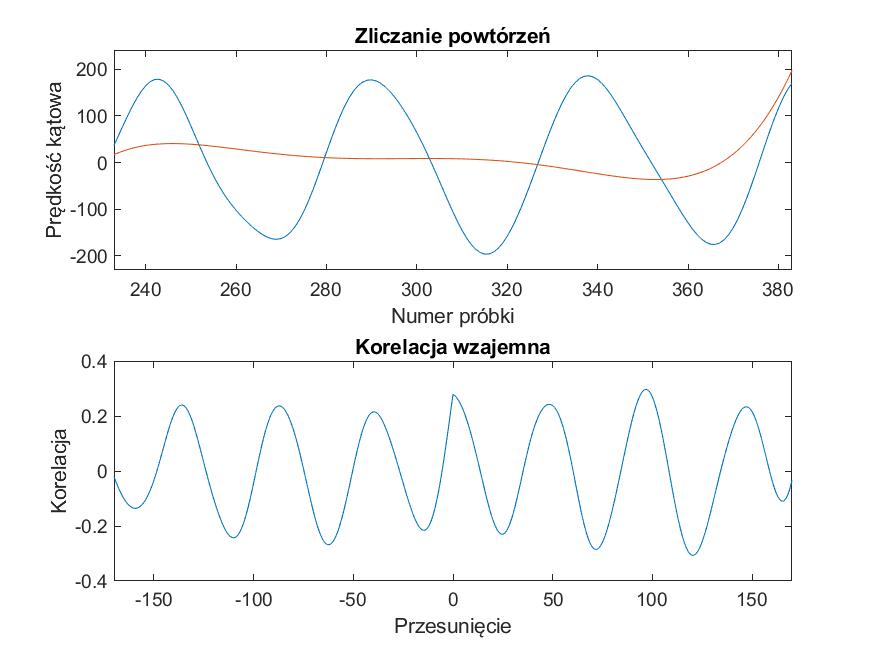 Zliczanie powtórzeń
200
100
0
-100
-200
Prędkość kątowa
240 260 280 300 320 340 360 380
Numer próbki
Korelacja wzajemna
0.4
0.2
0
-0.2
-0.4
Korelacja
-150 -100 -50 0 50 100 150
Przesunięcie